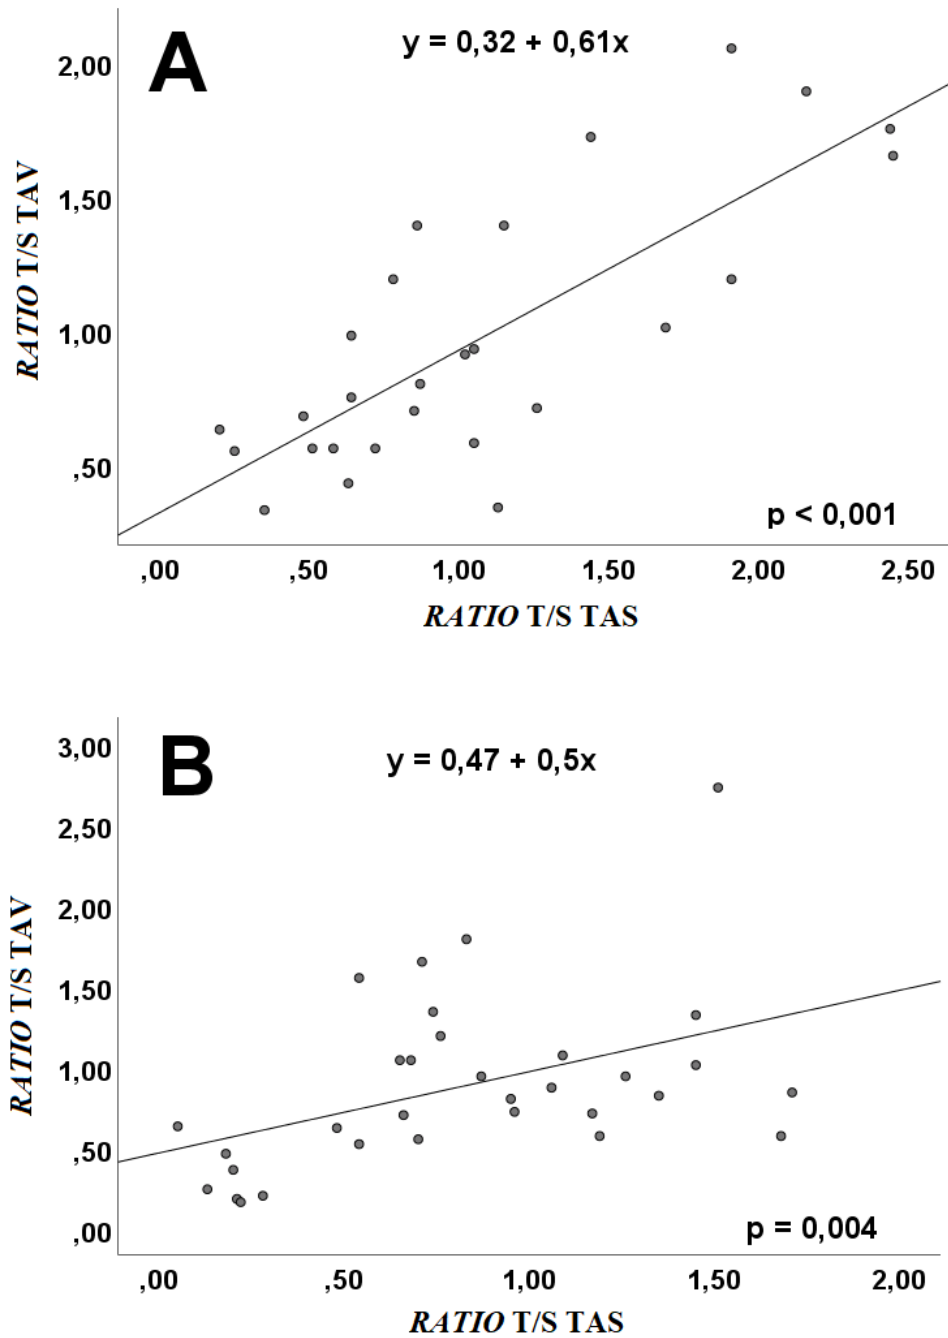 A
y = 0,32 + 0,61x
2,00
1,50
1,00
,50
RATIO T/S TAV
p < 0,001
,00 ,50 1,00 1,50 2,00 2,50
RATIO T/S TAS
B
y = 0,47 + 0,5x
3,00
2,50
2,00
1,50
1,00
,50
,00
RATIO T/S TAV
p = 0,004
,00 ,50 1,00 1,50 2,00
RATIO T/S TAS